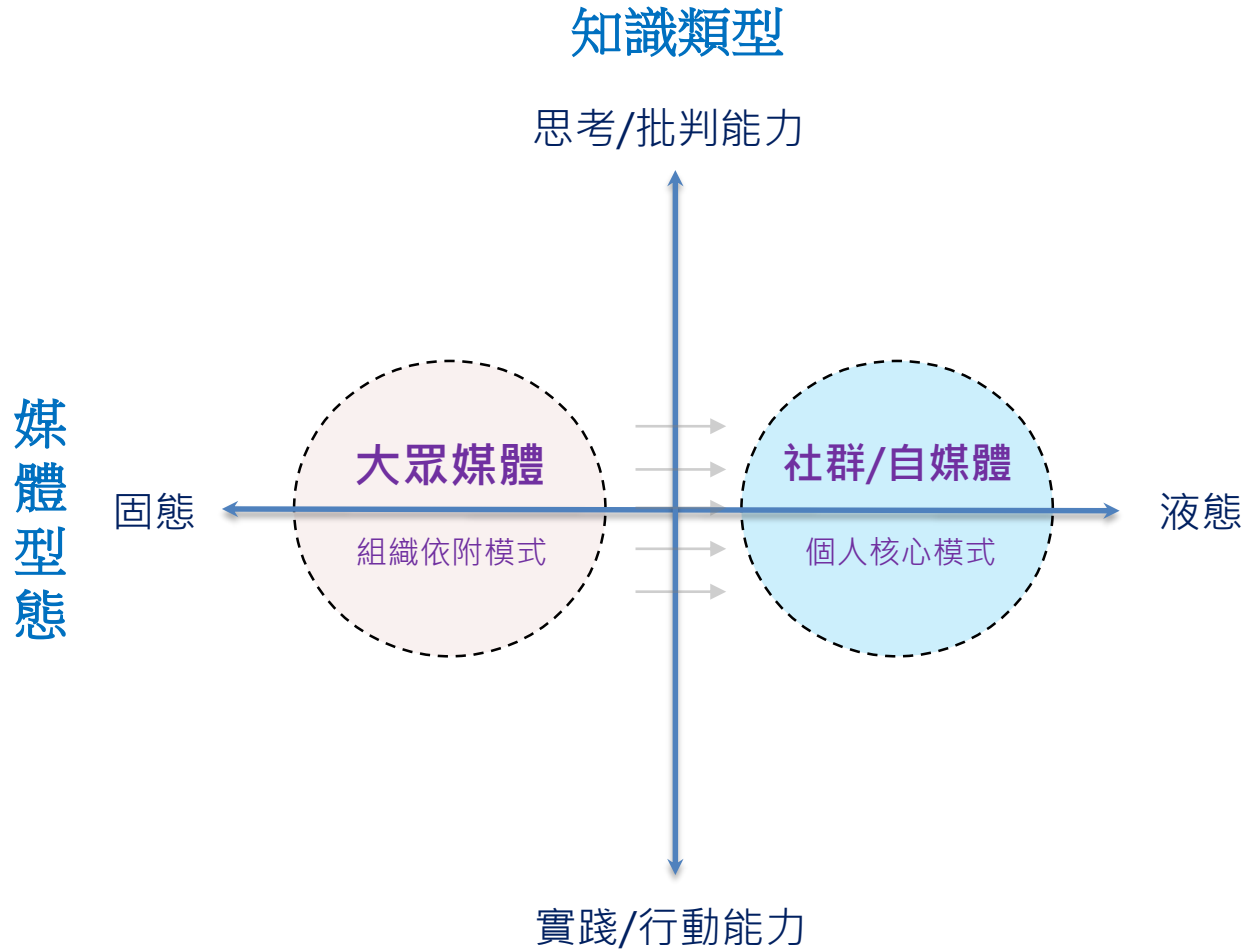 知識類型
思考/批判能力
媒體型態
固態
大眾媒體
組織依附模式
社群/自媒體
個人核心模式
液態
實踐/行動能力